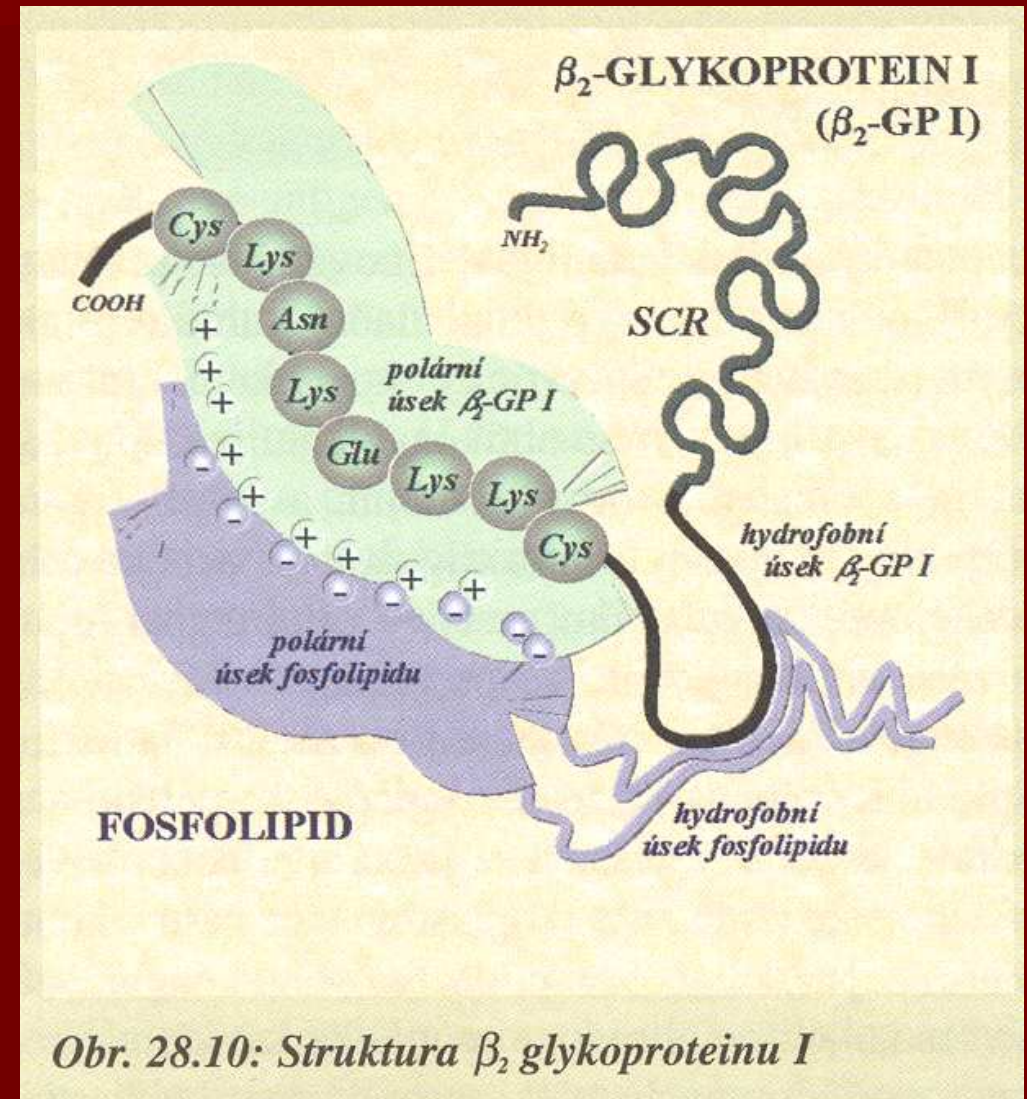 β₂-GLYKOPROTEIN I
(β₂-GP I)
NH₂
SCR
COOH
Cys
Lys
Asn
Lys
Glu
Lys
Lys
Cys
polární
úsek β₂-GP I
+
+
+
+
+
+
+
+
+
-
-
-
-
-
-
-
-
-
hydrofobní
úsek β₂-GP I
polární
úsek fosfolipidu
FOSFOLIPID
hydrofobní
úsek fosfolipidu
Obr. 28.10: Struktura β₂ glykoproteinu I